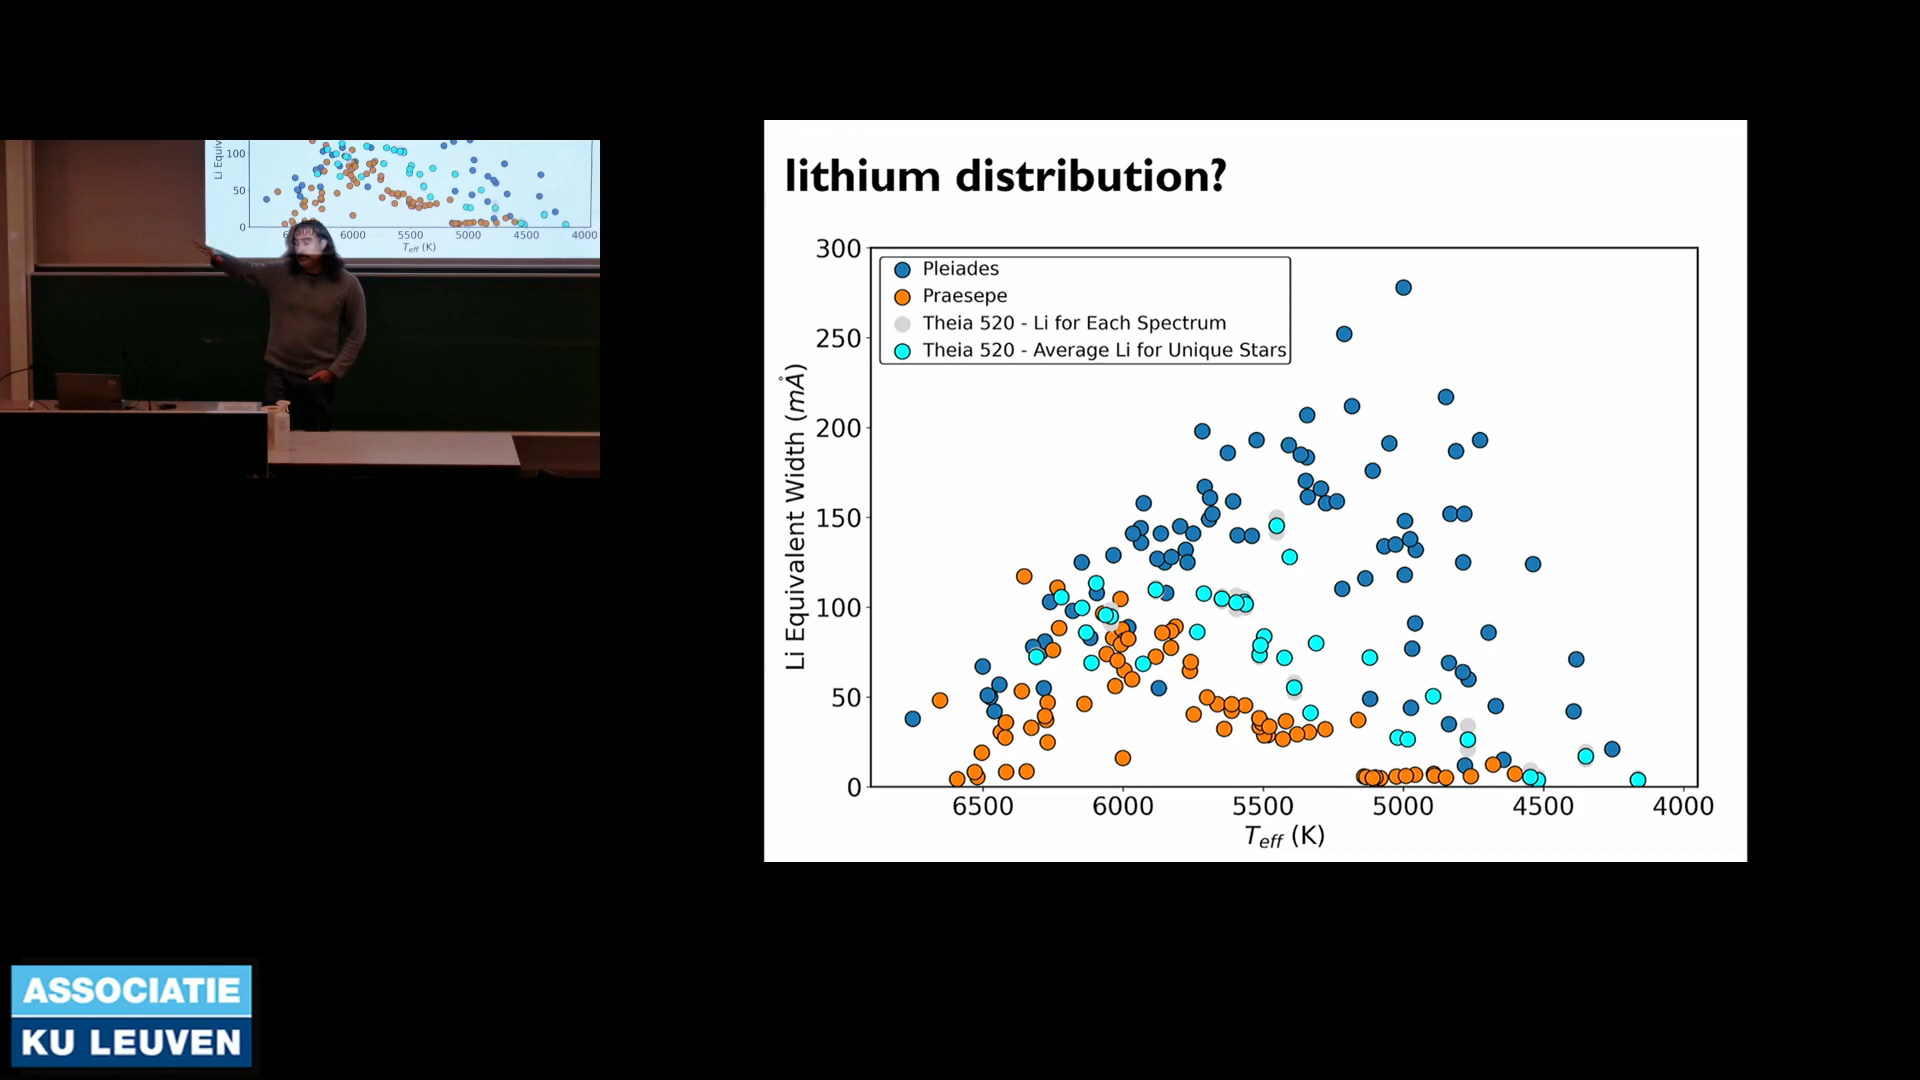 lithium distribution?
300
250
200
150
100
50
0
Li Equivalent Width (mÅ)
Pleiades
Praesepe
Theia 520 - Li for Each Spectrum
Theia 520 - Average Li for Unique Stars
6500 6000 5500 5000 4500 4000
Teff (K)
Li Equiv
100
50
0
6000 5500 5000 4500 4000
Teff (K)
ASSOCIATIE
KU LEUVEN